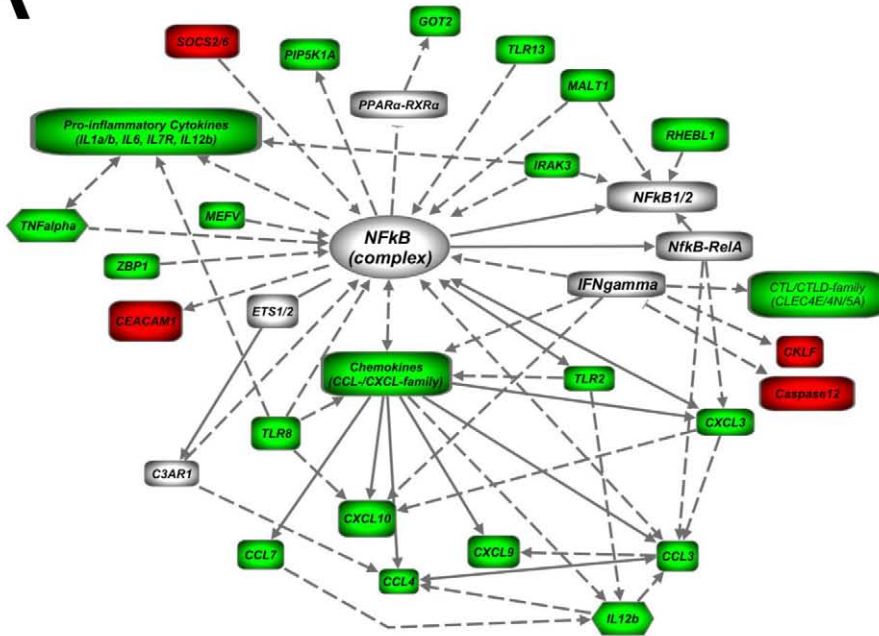 GOT2
SOCS2/6
PIP5K1A
TLR13
MALT1
PPARα-RXRα
Pro-inflammatory Cytokines
(IL1a/b, IL6, IL7R, IL12b)
RHEBL1
IRAK3
NFkB1/2
MEFV
TNFalpha
NFkB
(complex)
NfkB-RelA
ZBP1
IFNgamma
CTL/CTLD-family
(CLEC4E/4N/5A)
CEACAM1
ETS1/2
CKLF
Chemokines
(CCL-/CXCL-family)
TLR2
Caspase12
CXCL3
TLR8
C3AR1
CXCL10
CCL7
CXCL9
CCL3
CCL4
IL12b